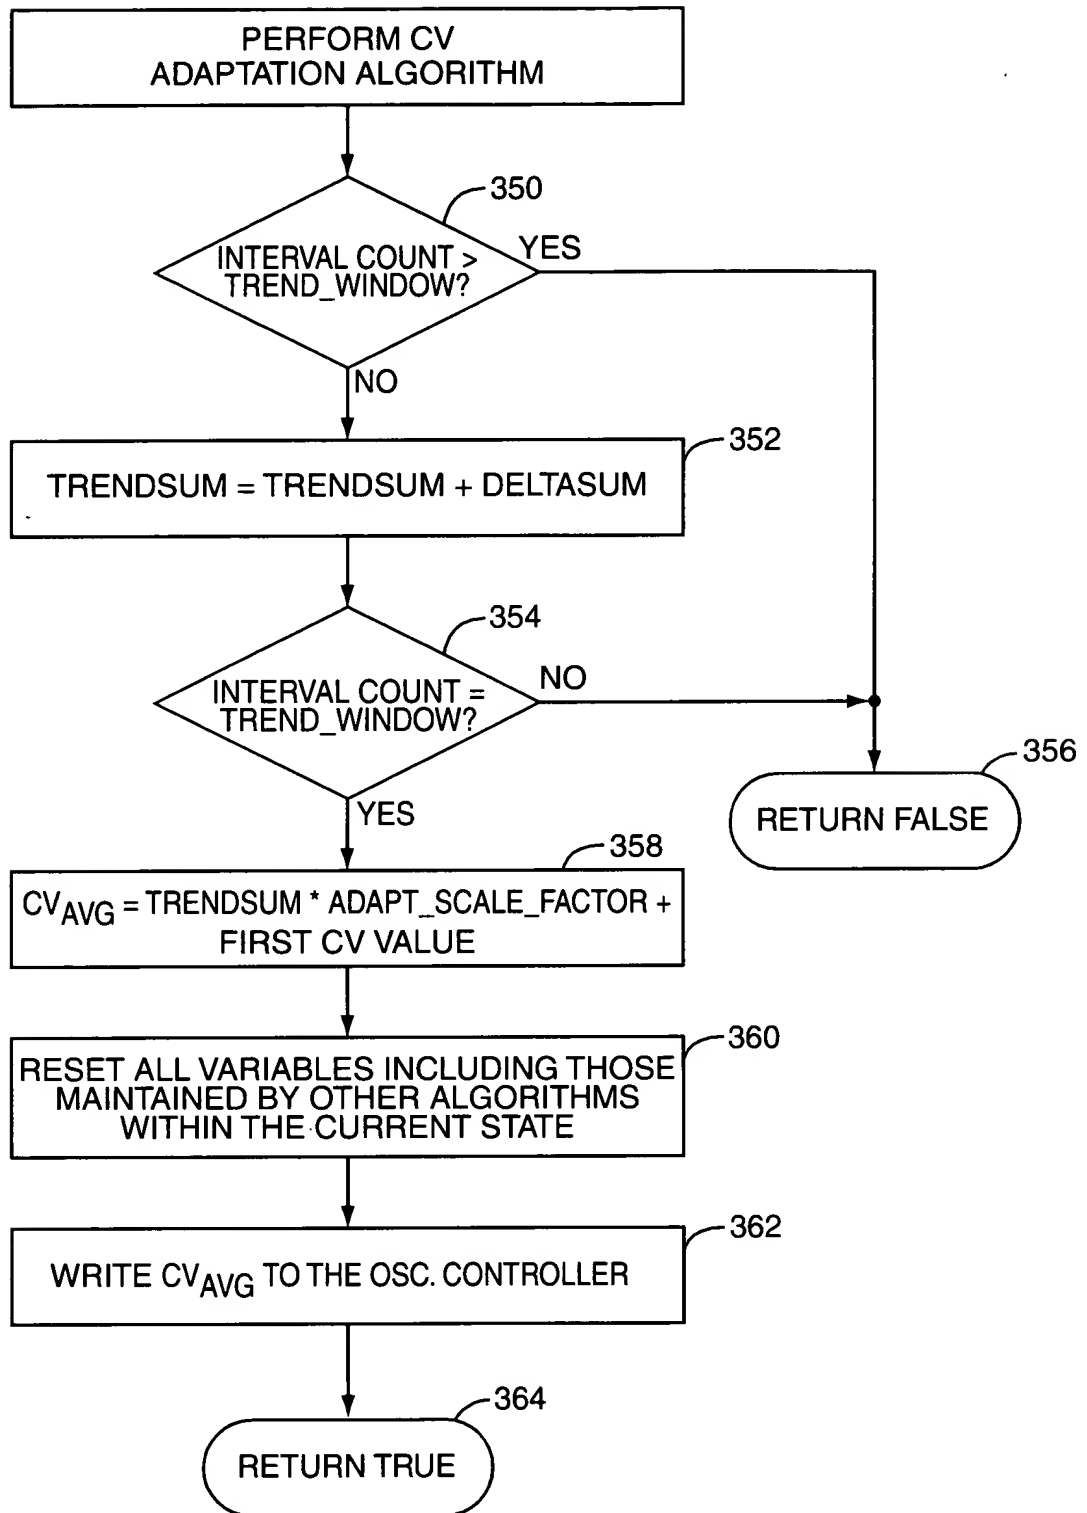 PERFORM CV
ADAPTATION ALGORITHM
350
INTERVAL COUNT >
TREND_WINDOW?
YES
NO
352
TRENDSUM = TRENDSUM + DELTASUM
354
INTERVAL COUNT =
TREND_WINDOW?
NO
YES
356
RETURN FALSE
358
CVAVG = TRENDSUM * ADAPT_SCALE_FACTOR +
FIRST CV VALUE
360
RESET ALL VARIABLES INCLUDING THOSE
MAINTAINED BY OTHER ALGORITHMS
WITHIN THE CURRENT STATE
362
WRITE CVAVG TO THE OSC. CONTROLLER
364
RETURN TRUE